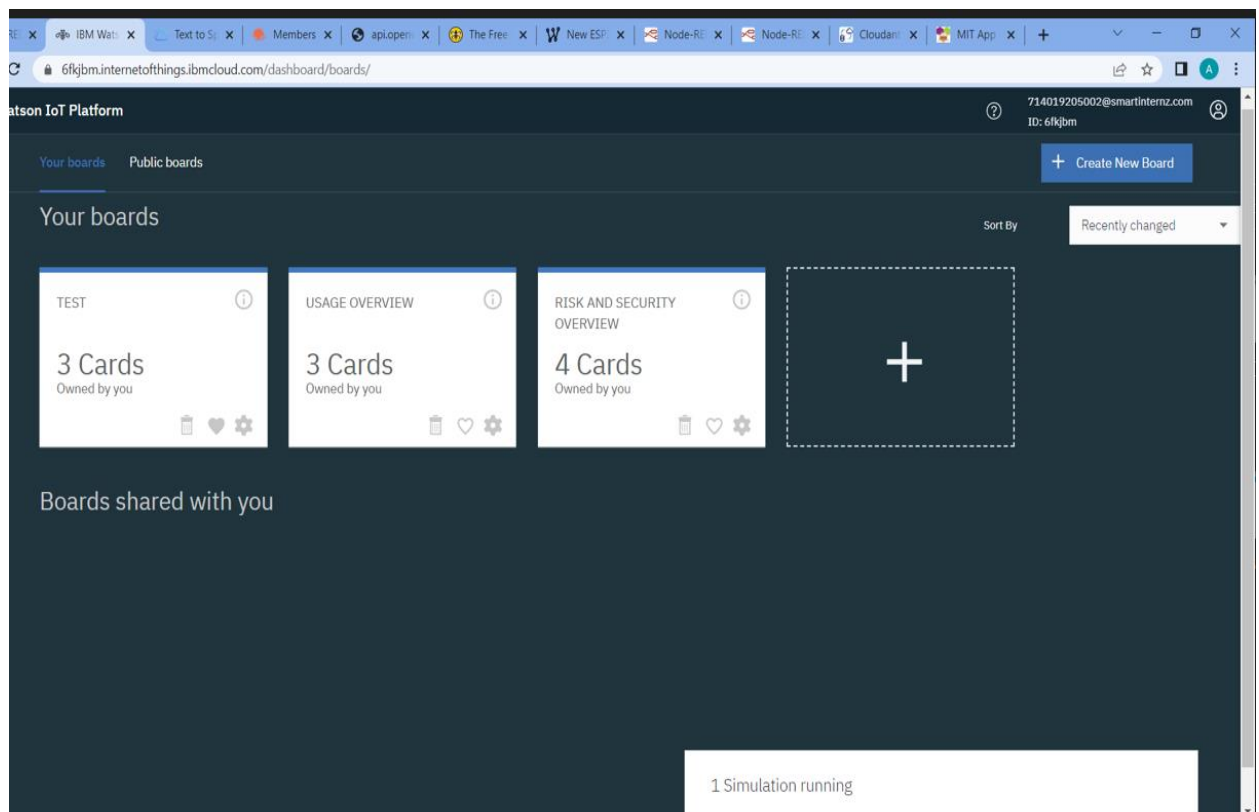 RE IBM Wats Text to S Members api.open The Free New ESP Node-RE Node-RE Cloudant MIT App
6fkjbm.internetofthings.ibmcloud.com/dashboard/boards/
atson IoT Platform
714019205002@smartinternz.com
ID: 6fkjbm
Your boards Public boards
Create New Board
Your boards
Sort By Recently changed
TEST
3 Cards
Owned by you
USAGE OVERVIEW
3 Cards
Owned by you
RISK AND SECURITY
OVERVIEW
4 Cards
Owned by you
Boards shared with you
1 Simulation running